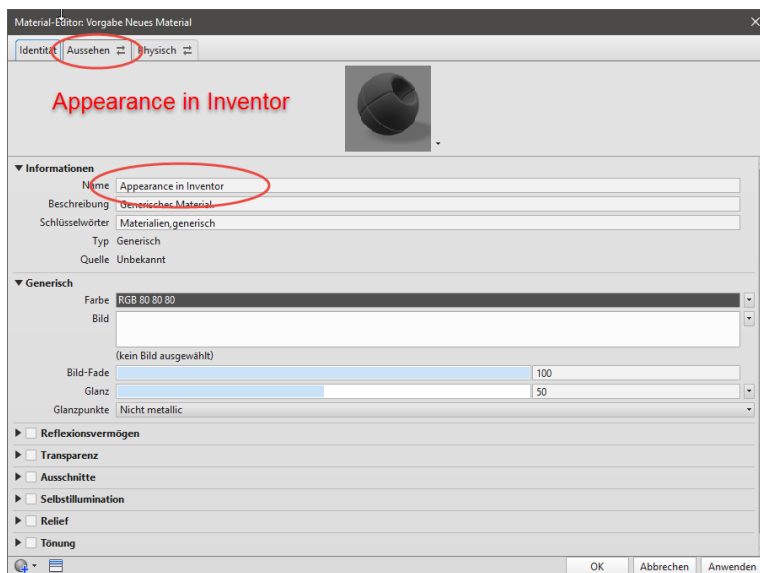 Material-Editor: Vorgabe Neues Material
Identität Aussehen Physisch
Appearance in Inventor
Informationen
Name Appearance in Inventor
Beschreibung Generisches Material.
Schlüsselwörter Materialien,generisch
Typ Generisch
Quelle Unbekannt
Generisch
Farbe RGB 80 80 80
Bild
(kein Bild ausgewählt)
Bild-Fade 100
Glanz 50
Glanzpunkte Nicht metallic
Reflexionsvermögen
Transparenz
Ausschnitte
Selbstillumination
Relief
Tönung
OK Abbrechen Anwenden